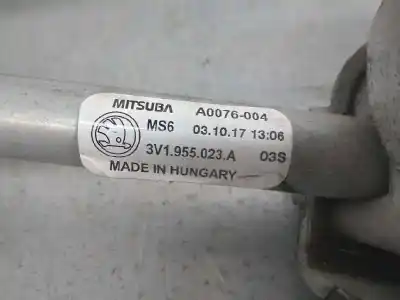 MITSUBA A0076-004
MS6 03.10.17 13:06
3V1.955.023.A 03S
MADE IN HUNGARY